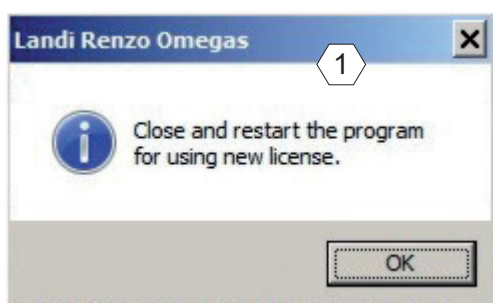 Landi Renzo Omegas
1
Close and restart the program
for using new license.
OK